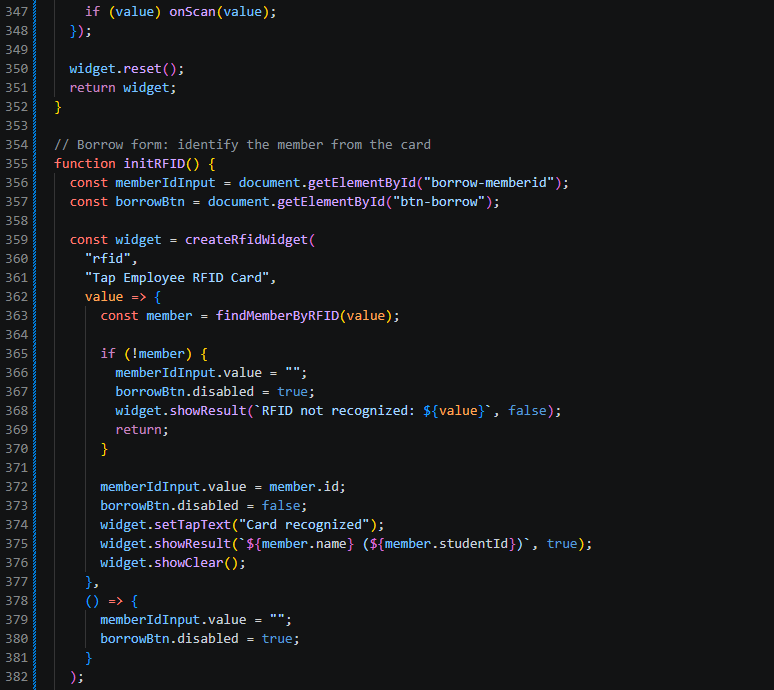 347 if (value) onScan(value);
348 });
349
350 widget.reset();
351 return widget;
352 }
353
354 // Borrow form: identify the member from the card
355 function initRFID() {
356 const memberIdInput = document.getElementById("borrow-memberid");
357 const borrowBtn = document.getElementById("btn-borrow");
358
359 const widget = createRfidWidget(
360 "rfid",
361 "Tap Employee RFID Card",
362 value => {
363 const member = findMemberByRFID(value);
364
365 if (!member) {
366 memberIdInput.value = "";
367 borrowBtn.disabled = true;
368 widget.showResult(`RFID not recognized: ${value}`, false);
369 return;
370 }
371
372 memberIdInput.value = member.id;
373 borrowBtn.disabled = false;
374 widget.setTapText("Card recognized");
375 widget.showResult(`${member.name} (${member.studentId})`, true);
376 widget.showClear();
377 },
378 () => {
379 memberIdInput.value = "";
380 borrowBtn.disabled = true;
381 }
382 );